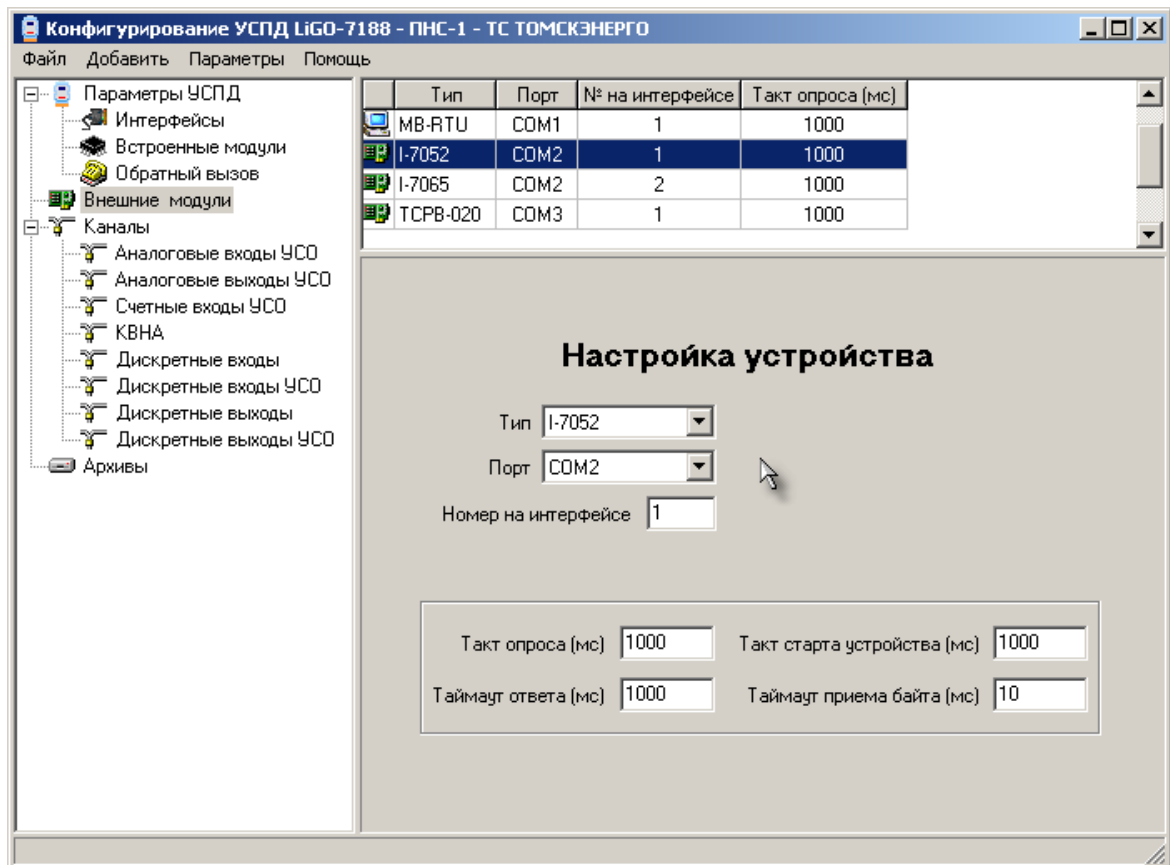 Конфигурирование УСПД LiGO-7188 - ПНС-1 - ТС ТОМСКЭНЕРГО
Файл Добавить Параметры Помощь
Параметры УСПД
Интерфейсы
Встроенные модули
Обратный вызов
Внешние модули
Каналы
Аналоговые входы УСО
Аналоговые выходы УСО
Счетные входы УСО
КВНА
Дискретные входы
Дискретные входы УСО
Дискретные выходы
Дискретные выходы УСО
Архивы
Тип Порт № на интерфейсе Такт опроса (мс)
MB-RTU COM1 1 1000
I-7052 COM2 1 1000
I-7065 COM2 2 1000
TCPB-020 COM3 1 1000
Настройка устройства
Тип I-7052
Порт COM2
Номер на интерфейсе 1
Такт опроса (мс) 1000 Такт старта устройства (мс) 1000
Таймаут ответа (мс) 1000 Таймаут приема байта (мс) 10